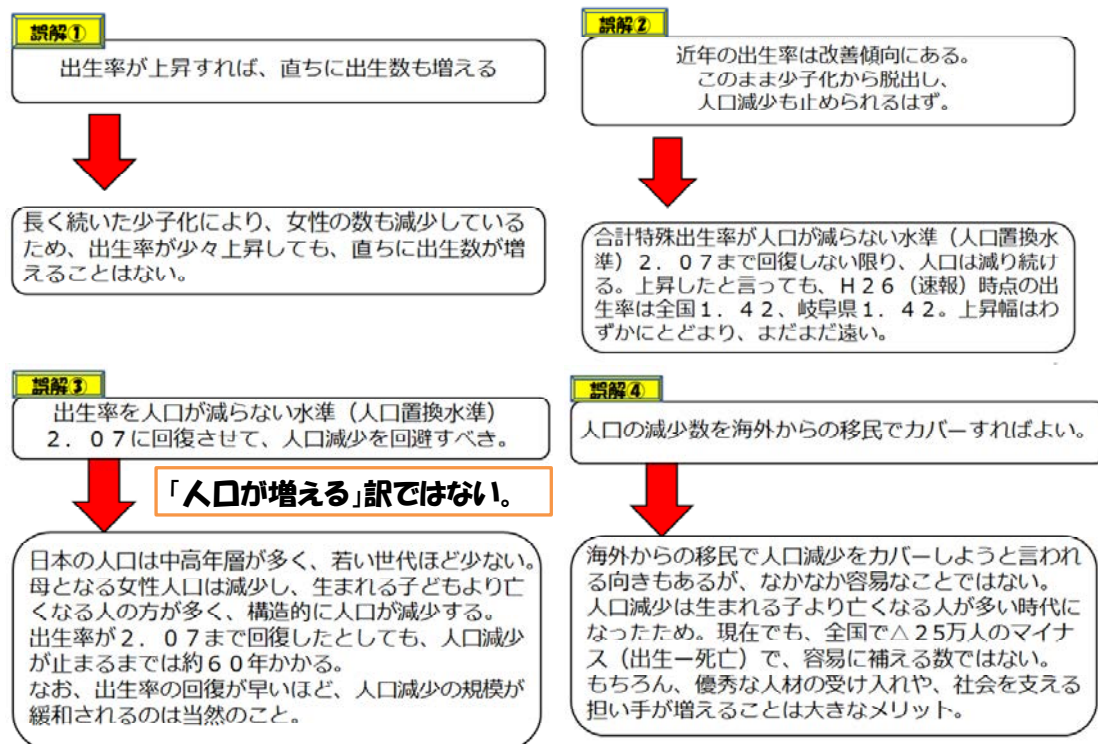 誤解①
出生率が上昇すれば、直ちに出生数も増える
長く続いた少子化により、女性の数も減少している
ため、出生率が少々上昇しても、直ちに出生数が増
えることはない。
誤解②
近年の出生率は改善傾向にある。
このまま少子化から脱出し、
人口減少も止められるはず。
合計特殊出生率が人口が減らない水準（人口置換水
準）２．０７まで回復しない限り、人口は減り続け
る。上昇したと言っても、Ｈ２６（速報）時点の出
生率は全国１．４２、岐阜県１．４２。上昇幅はわ
ずかにとどまり、まだまだ遠い。
誤解③
出生率を人口が減らない水準（人口置換水準）
２．０７に回復させて、人口減少を回避すべき。
「人口が増える」訳ではない。
日本の人口は中高年層が多く、若い世代ほど少ない。
母となる女性人口は減少し、生まれる子どもより亡
くなる人の方が多く、構造的に人口が減少する。
出生率が２．０７まで回復したとしても、人口減少
が止まるまでは約６０年かかる。
なお、出生率の回復が早いほど、人口減少の規模が
緩和されるのは当然のこと。
誤解④
人口の減少数を海外からの移民でカバーすればよい。
海外からの移民で人口減少をカバーしようと言われ
る向きもあるが、なかなか容易なことではない。
人口減少は生まれる子より亡くなる人が多い時代に
なったため。現在でも、全国で△２５万人のマイナ
ス（出生ー死亡）で、容易に補える数ではない。
もちろん、優秀な人材の受け入れや、社会を支える
担い手が増えることは大きなメリット。